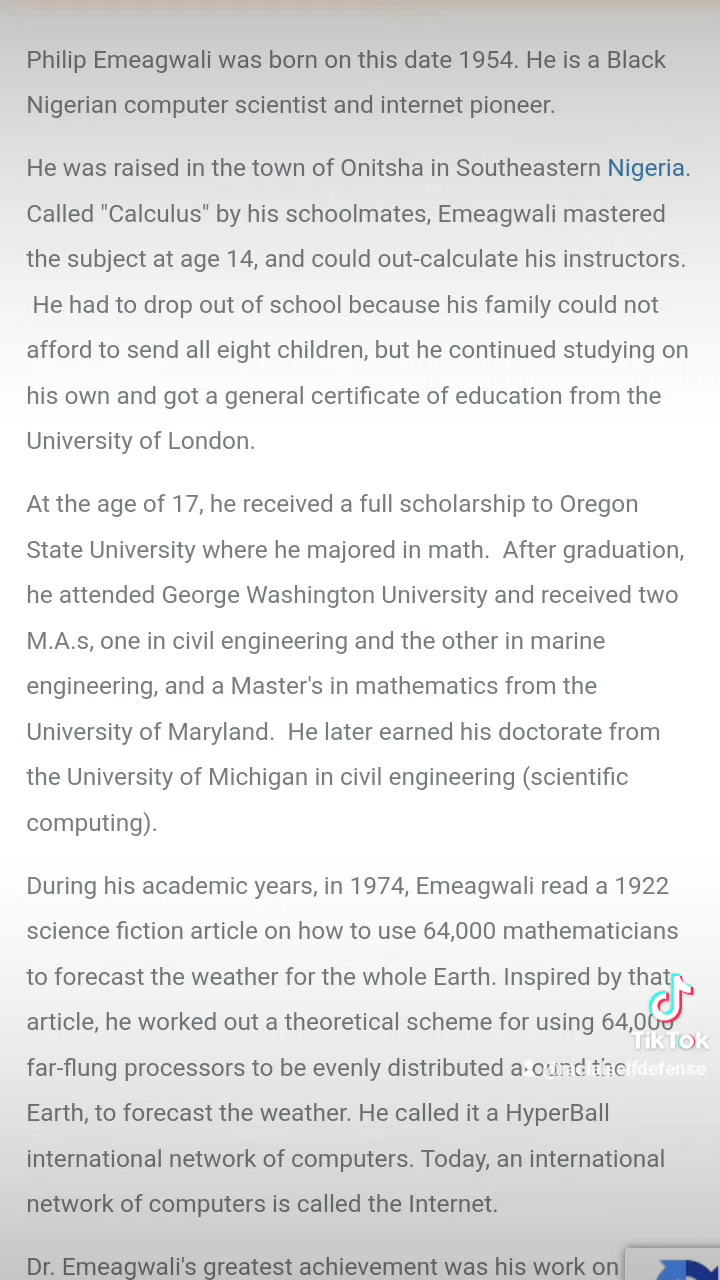 Philip Emeagwali was born on this date 1954. He is a Black
Nigerian computer scientist and internet pioneer.
He was raised in the town of Onitsha in Southeastern Nigeria.
Called "Calculus" by his schoolmates, Emeagwali mastered
the subject at age 14, and could out-calculate his instructors.
He had to drop out of school because his family could not
afford to send all eight children, but he continued studying on
his own and got a general certificate of education from the
University of London.
At the age of 17, he received a full scholarship to Oregon
State University where he majored in math. After graduation,
he attended George Washington University and received two
M.A.s, one in civil engineering and the other in marine
engineering, and a Master's in mathematics from the
University of Maryland. He later earned his doctorate from
the University of Michigan in civil engineering (scientific
computing).
During his academic years, in 1974, Emeagwali read a 1922
science fiction article on how to use 64,000 mathematicians
to forecast the weather for the whole Earth. Inspired by that
article, he worked out a theoretical scheme for using 64,000
TikTok
far-flung processors to be evenly distributed around the
Earth, to forecast the weather. He called it a HyperBall
international network of computers. Today, an international
network of computers is called the Internet.
Dr. Emeagwali's greatest achievement was his work on